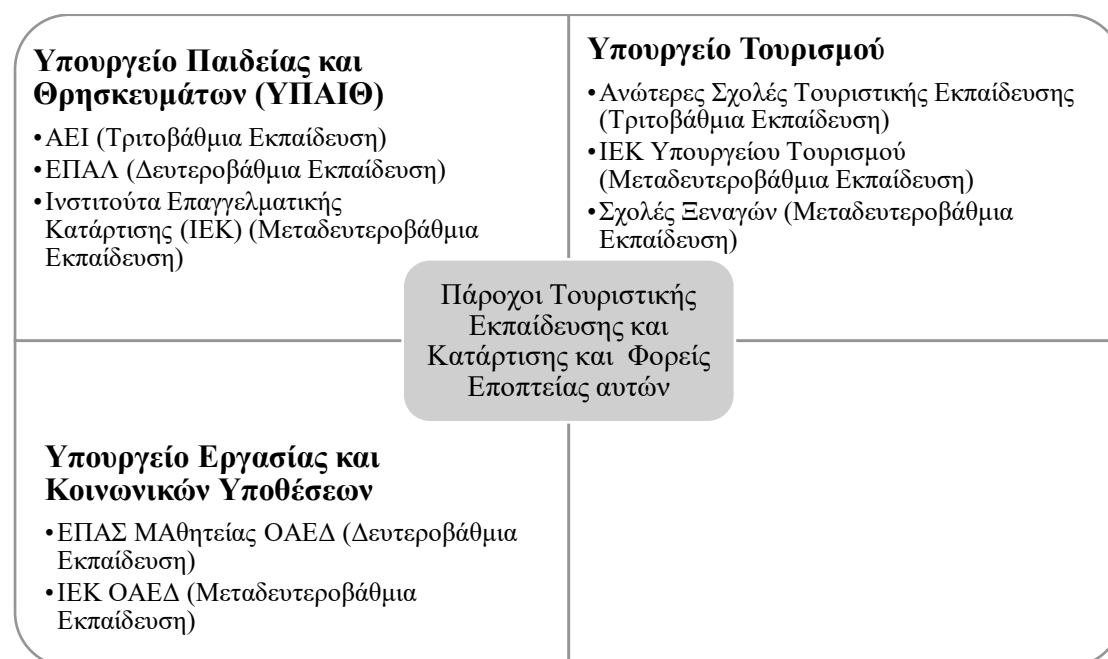 Υπουργείο Παιδείας και
Θρησκευμάτων (ΥΠΑΙΘ)
•ΑΕΙ (Τριτοβάθμια Εκπαίδευση)
•ΕΠΑΛ (Δευτεροβάθμια Εκπαίδευση)
•Ινστιτούτα Επαγγελματικής
Κατάρτισης (ΙΕΚ) (Μεταδευτεροβάθμια
Εκπαίδευση)
Υπουργείο Τουρισμού
•Ανώτερες Σχολές Τουριστικής Εκπαίδευσης
(Τριτοβάθμια Εκπαίδευση)
•ΙΕΚ Υπουργείου Τουρισμού
(Μεταδευτεροβάθμια Εκπαίδευση)
•Σχολές Ξεναγών (Μεταδευτεροβάθμια
Εκπαίδευση)
Πάροχοι Τουριστικής
Εκπαίδευσης και
Κατάρτισης και Φορείς
Εποπτείας αυτών
Υπουργείο Εργασίας και
Κοινωνικών Υποθέσεων
•ΕΠΑΣ ΜΑθητείας ΟΑΕΔ (Δευτεροβάθμια
Εκπαίδευση)
•ΙΕΚ ΟΑΕΔ (Μεταδευτεροβάθμια
Εκπαίδευση)